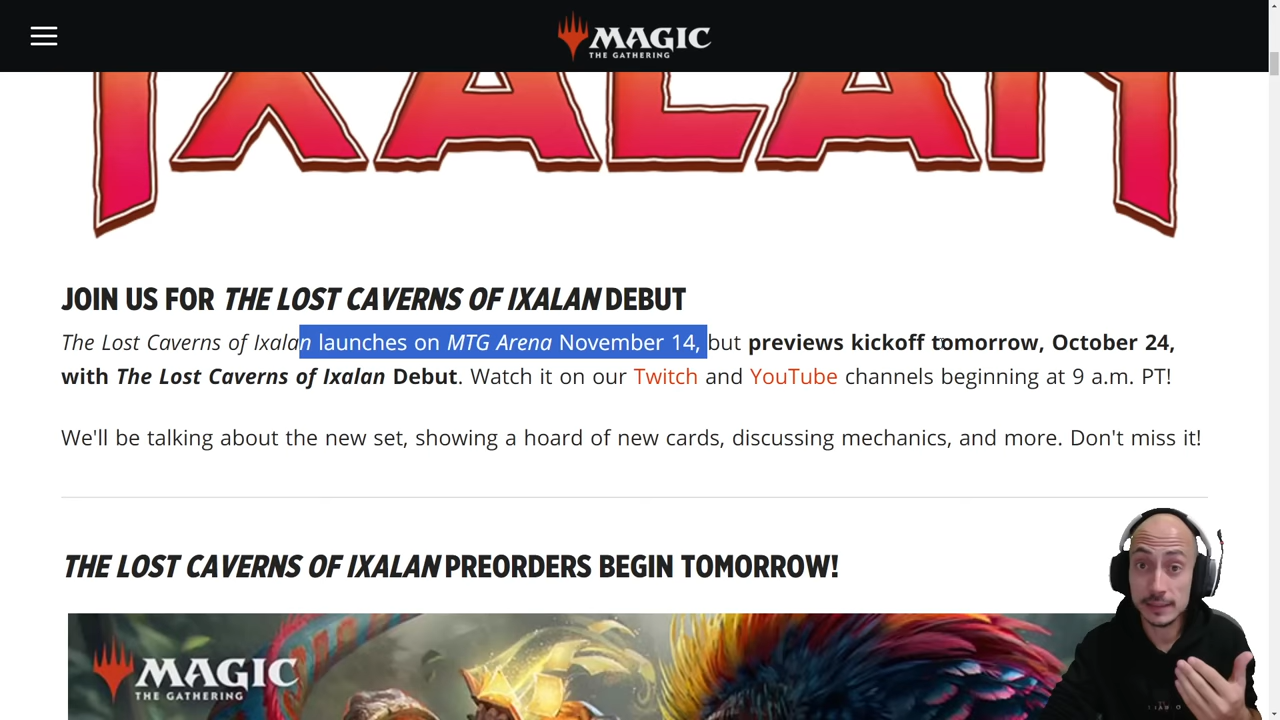 MAGIC
THE GATHERING
IXALAN
JOIN US FOR THE LOST CAVERNS OF IXALAN DEBUT
The Lost Caverns of Ixalan launches on MTG Arena November 14, but previews kickoff tomorrow, October 24,
with The Lost Caverns of Ixalan Debut. Watch it on our Twitch and YouTube channels beginning at 9 a.m. PT!
We'll be talking about the new set, showing a hoard of new cards, discussing mechanics, and more. Don't miss it!
THE LOST CAVERNS OF IXALAN PREORDERS BEGIN TOMORROW!
MAGIC
THE GATHERING